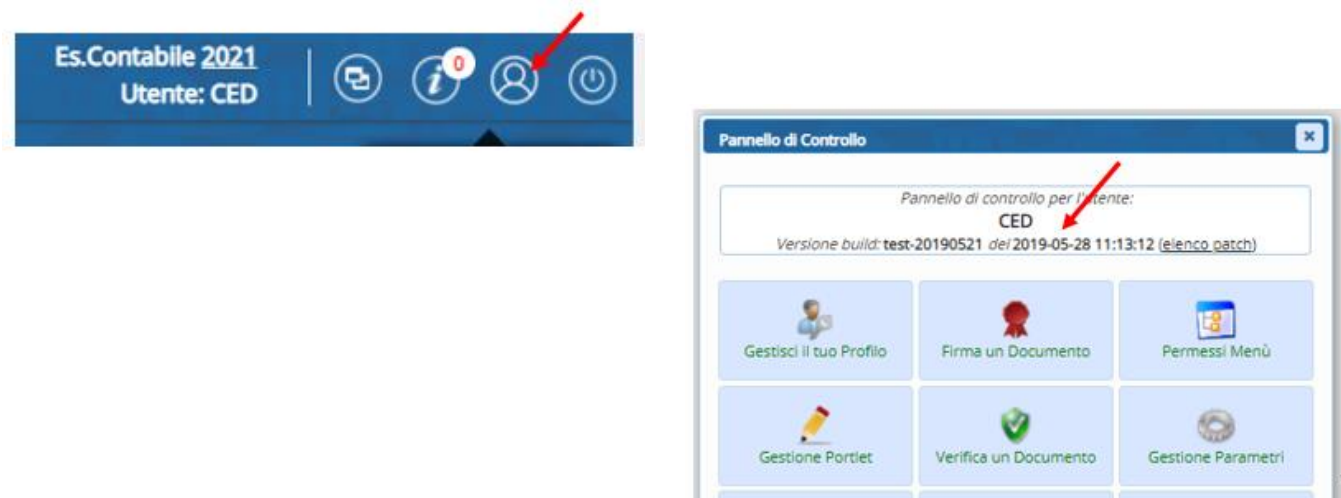 Es.Contabile 2021
Utente: CED
i
0
Pannello di Controllo
×
Pannello di controllo per l'utente:
CED
Versione build: test-20190521 del 2019-05-28 11:13:12 (elenco patch)
Gestisci il tuo Profilo
Firma un Documento
Permessi Menù
Gestione Portlet
Verifica un Documento
Gestione Parametri